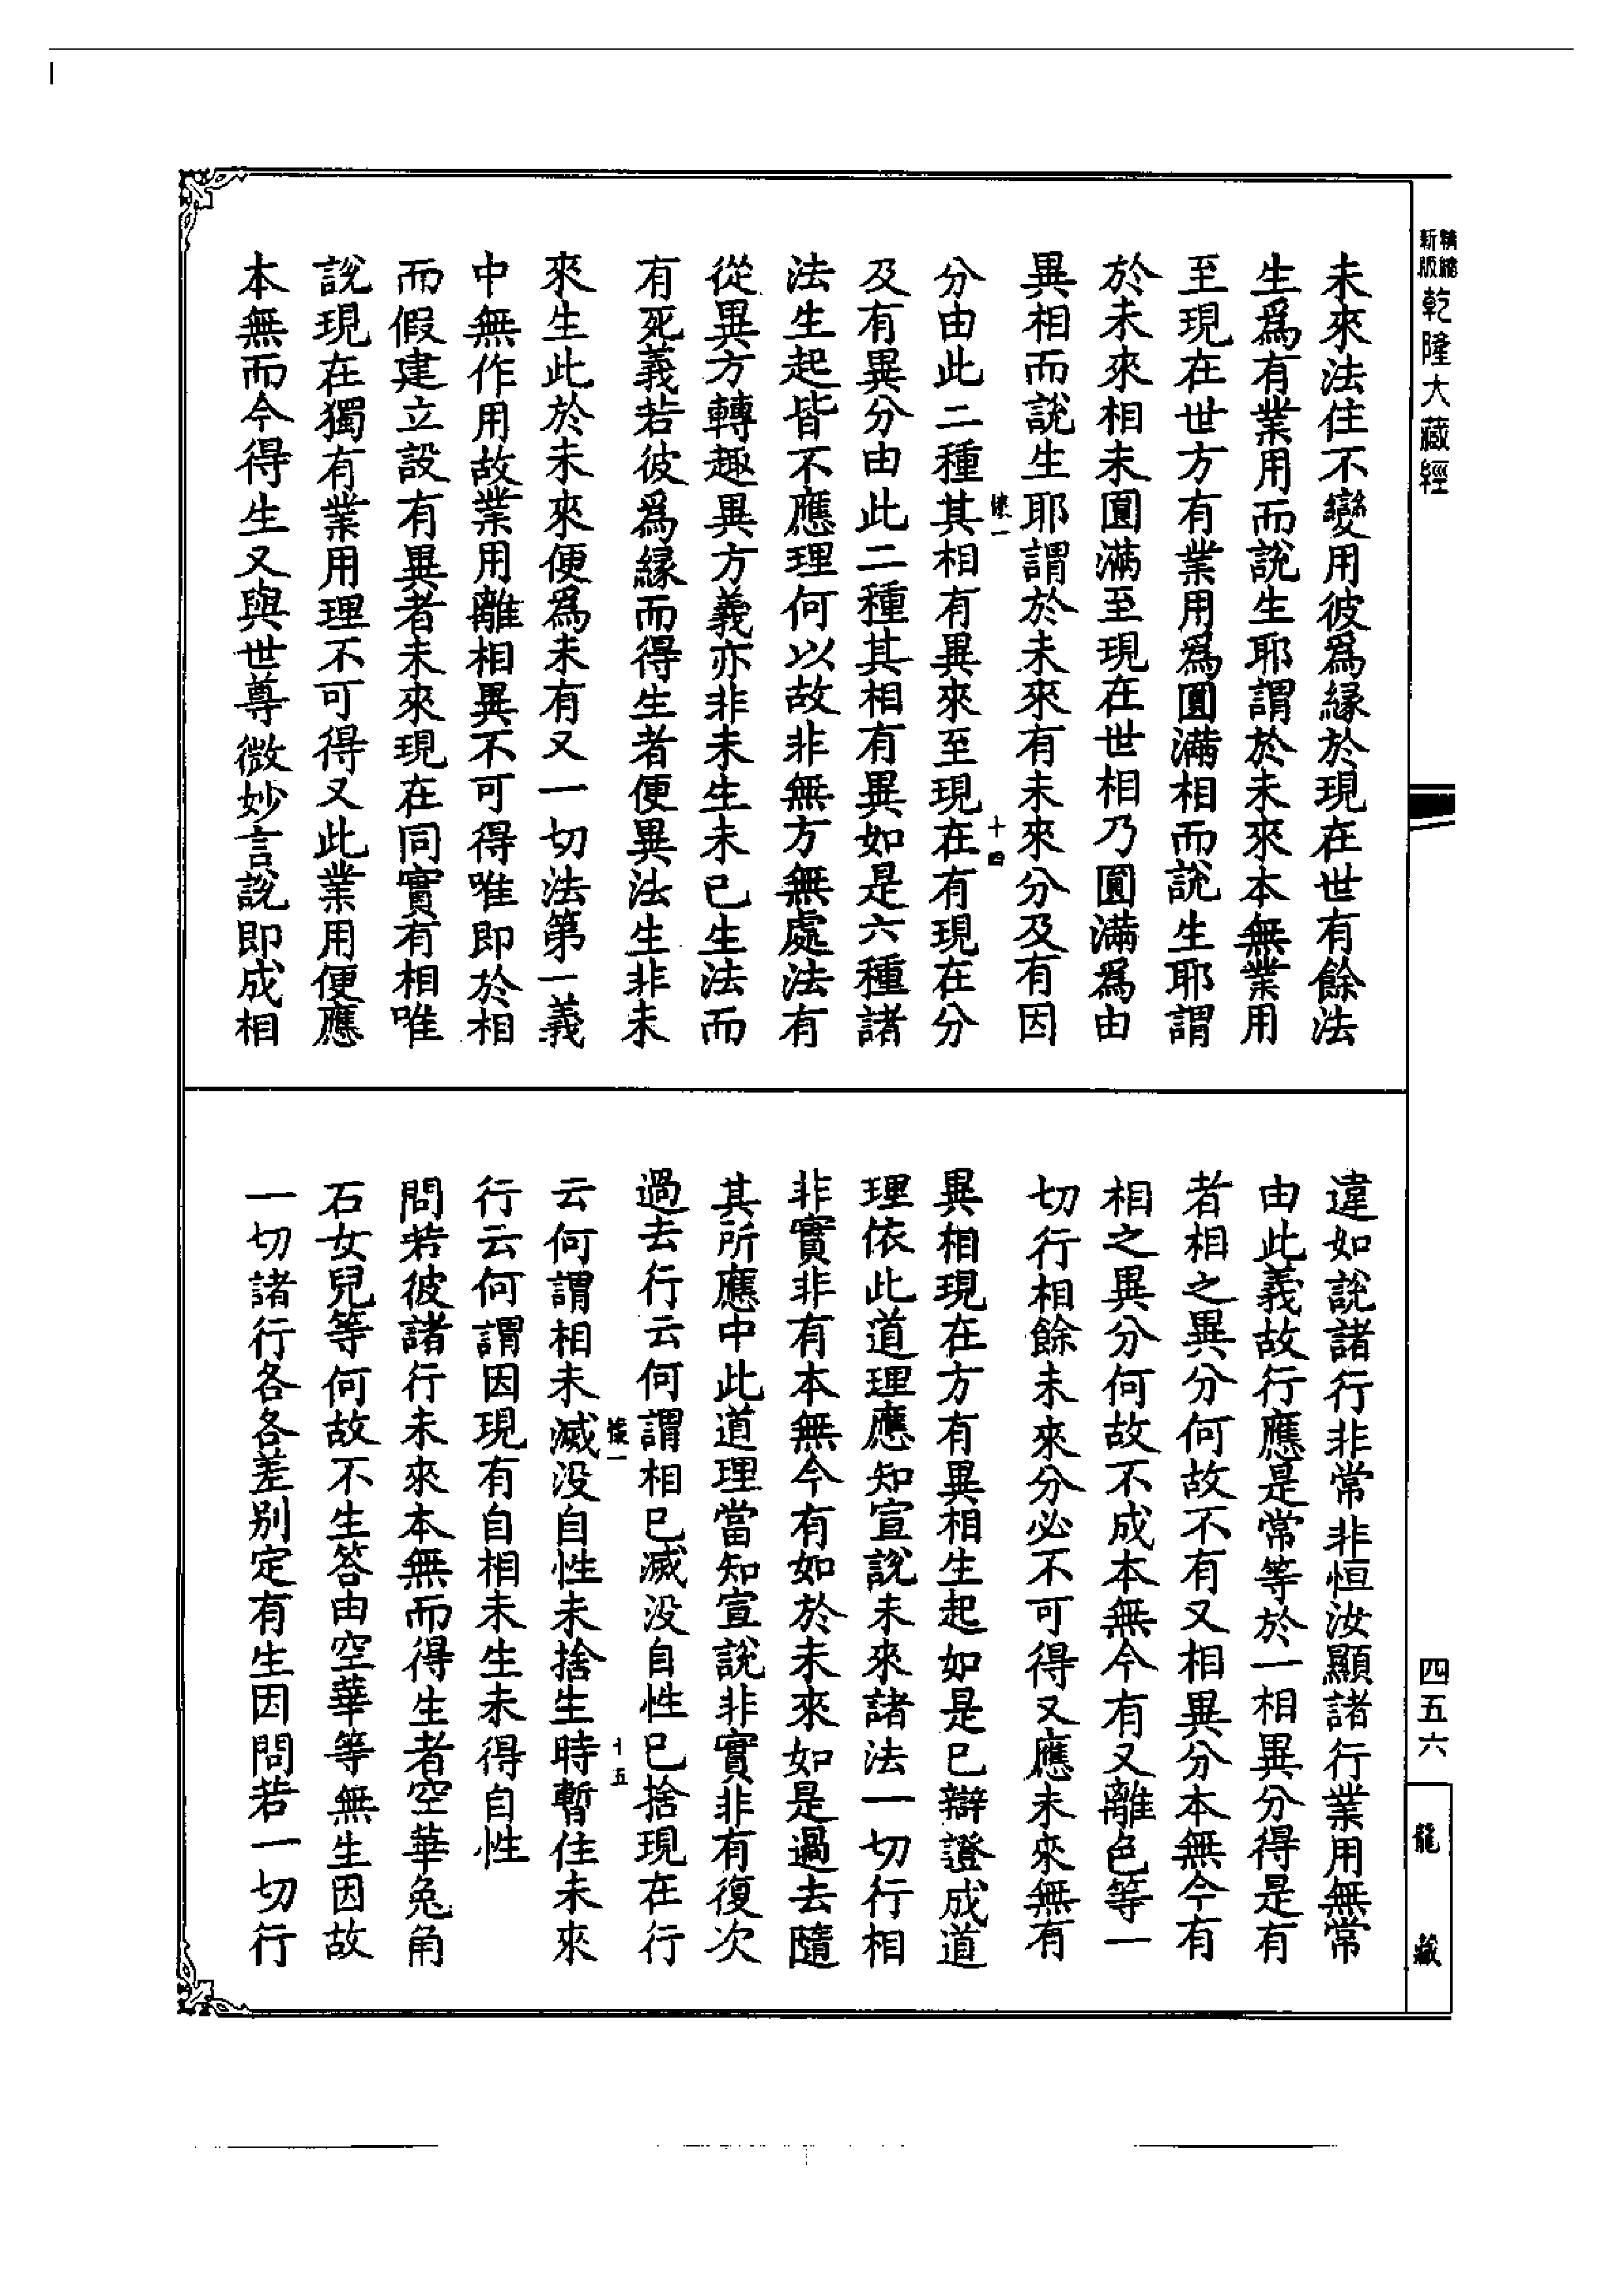 精縮
新版
乾隆大藏經
未來法住不變用彼爲緣於現在世有餘法
生爲有業用而說生耶謂於未來本無業用
至現在世方有業用爲圓滿相而說生耶謂
於未來相未圓滿至現在世相乃圓滿爲由
異相而說生耶謂於未來有未來分及有因
懷一
十四
分由此二種其相有異來至現在有現在分
及有異分由此二種其相有異如是六種諸
法生起皆不應理何以故非無方無處法有
從異方轉趣異方義亦非未生未已生法而
有死義若彼爲緣而得生者便異法生非未
來生此於未來便爲未有又一切法第一義
中無作用故業用離相異不可得唯即於相
而假建立設有異者未來現在同實有相唯
說現在獨有業用理不可得又此業用便應
本無而今得生又與世尊微妙言說即成相
違如說諸行非常非恒汝顯諸行業用無常
由此義故行應是常等於一相異分得是有
者相之異分何故不有又相異分本無今有
相之異分何故不成本無今有又離色等一
切行相餘未來分必不可得又應未來無有
異相現在方有異相生起如是已辯證成道
理依此道理應知宣說未來諸法一切行相
非實非有本無今有如於未來如是過去隨
其所應中此道理當知宣說非實非有復次
過去行云何謂相已滅没自性已捨現在行
懷一
十五
云何謂相未滅没自性未捨生時暫住未來
行云何謂因現有自相未生未得自性
問若彼諸行未來本無而得生者空華兔角
石女兒等何故不生答由空華等無生因故
一切諸行各各差別定有生因問若一切行
四五六
龍藏